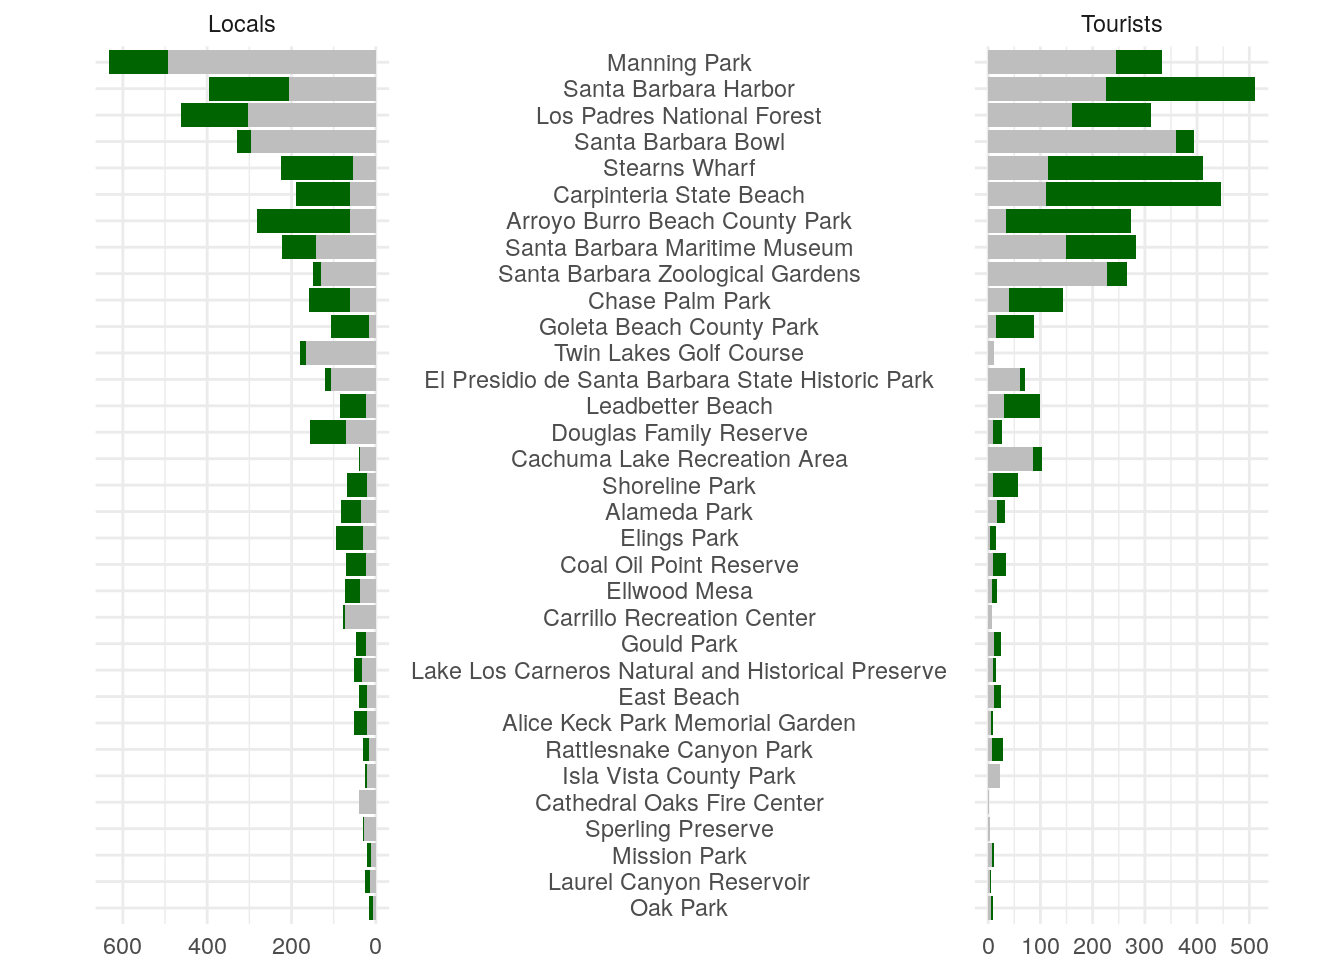 Locals
Tourists
Manning Park
Santa Barbara Harbor
Los Padres National Forest
Santa Barbara Bowl
Stearns Wharf
Carpinteria State Beach
Arroyo Burro Beach County Park
Santa Barbara Maritime Museum
Santa Barbara Zoological Gardens
Chase Palm Park
Goleta Beach County Park
Twin Lakes Golf Course
El Presidio de Santa Barbara State Historic Park
Leadbetter Beach
Douglas Family Reserve
Cachuma Lake Recreation Area
Shoreline Park
Alameda Park
Elings Park
Coal Oil Point Reserve
Ellwood Mesa
Carrillo Recreation Center
Gould Park
Lake Los Carneros Natural and Historical Preserve
East Beach
Alice Keck Park Memorial Garden
Rattlesnake Canyon Park
Isla Vista County Park
Cathedral Oaks Fire Center
Sperling Preserve
Mission Park
Laurel Canyon Reservoir
Oak Park
600 400 200 0
0 100 200 300 400 500